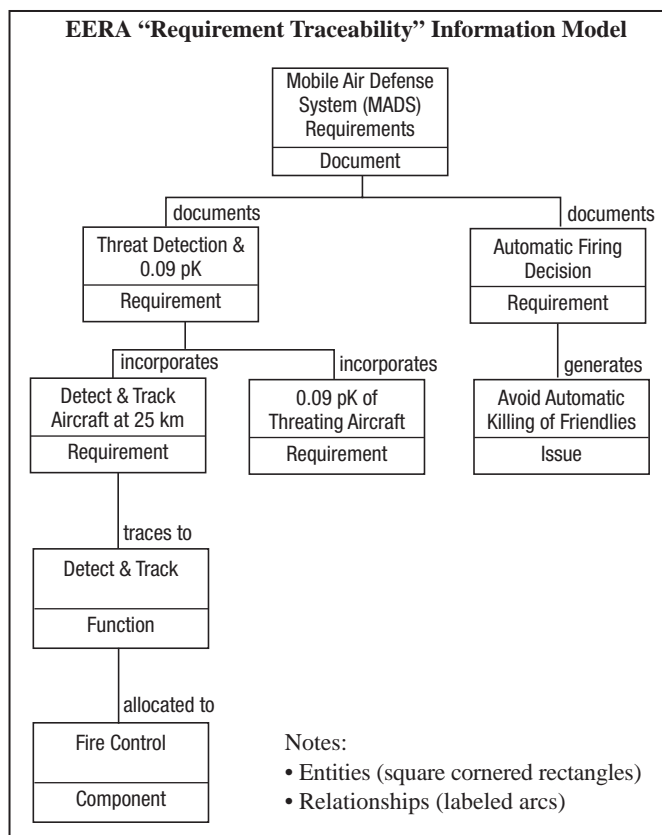 EERA “Requirement Traceability” Information Model
Mobile Air Defense
System (MADS)
Requirements
Document
documents
documents
Threat Detection &
0.09 pK
Requirement
Automatic Firing
Decision
Requirement
incorporates
incorporates
generates
Detect & Track
Aircraft at 25 km
Requirement
0.09 pK of
Threating Aircraft
Requirement
Avoid Automatic
Killing of Friendlies
Issue
traces to
Detect & Track
Function
allocated to
Fire Control
Component
Notes:
• Entities (square cornered rectangles)
• Relationships (labeled arcs)